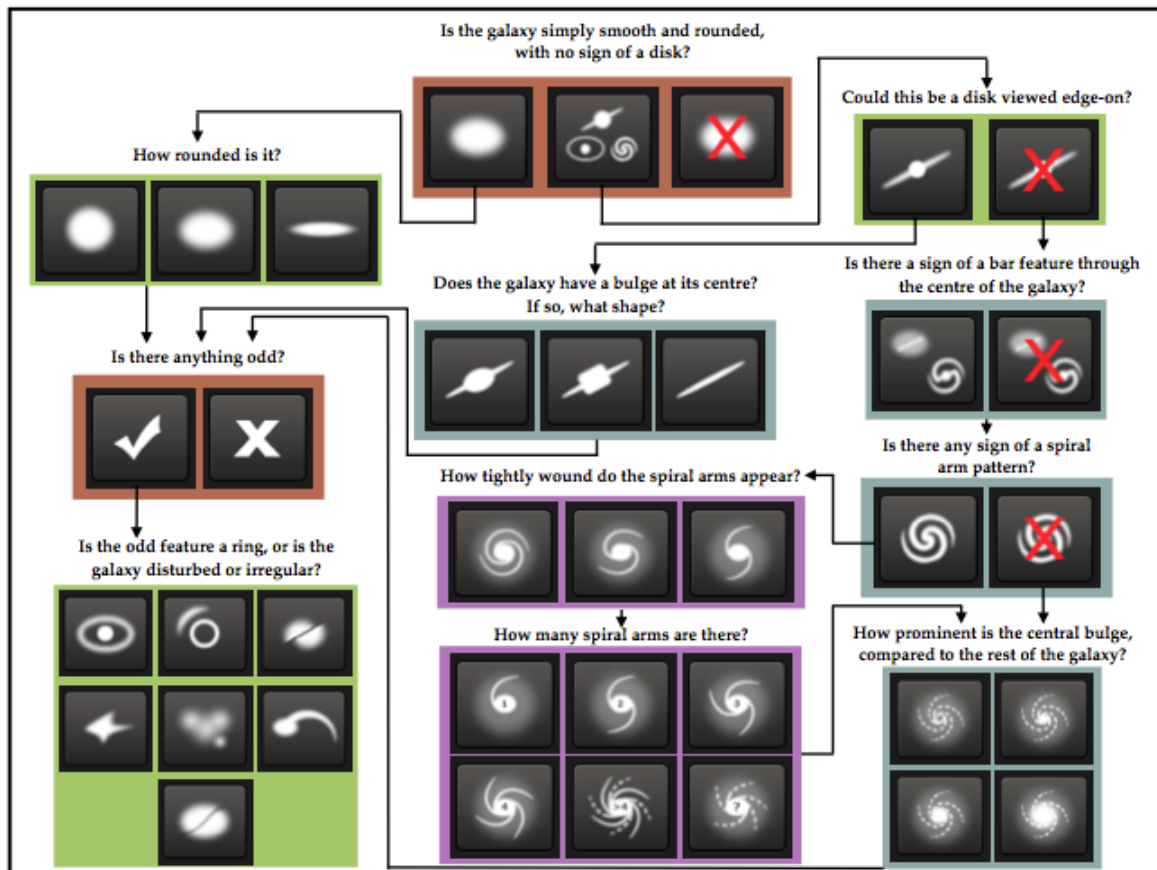 Is the galaxy simply smooth and rounded,
with no sign of a disk?
Could this be a disk viewed edge-on?
How rounded is it?
Does the galaxy have a bulge at its centre?
If so, what shape?
Is there a sign of a bar feature through
the centre of the galaxy?
Is there anything odd?
Is there any sign of a spiral
arm pattern?
How tightly wound do the spiral arms appear?
Is the odd feature a ring, or is the
galaxy disturbed or irregular?
How many spiral arms are there?
How prominent is the central bulge,
compared to the rest of the galaxy?
1
2
3
4
>4
?